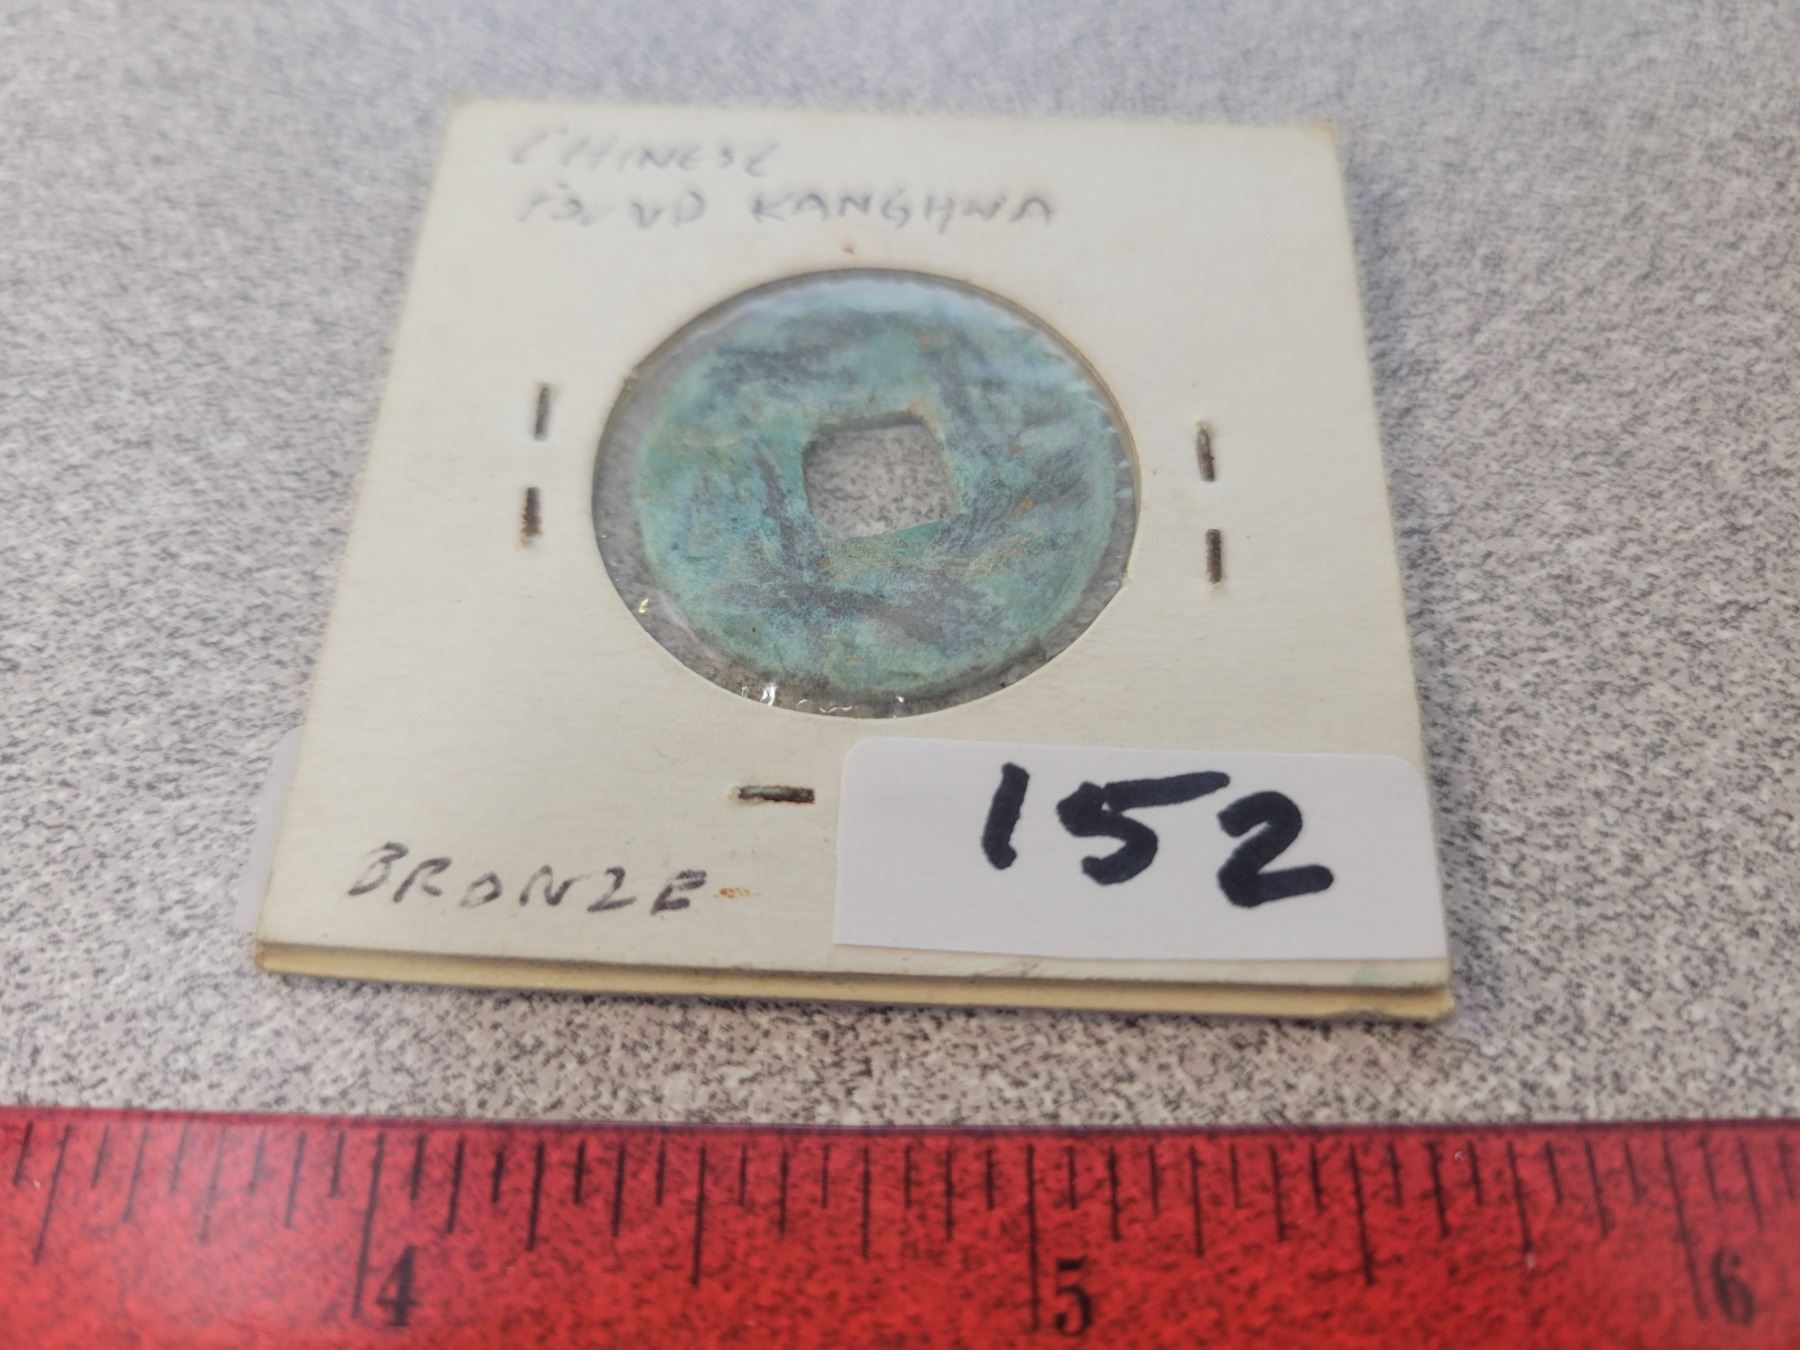 CHINESE
FOUND KANGHWA
BRONZE
152
4 5 6